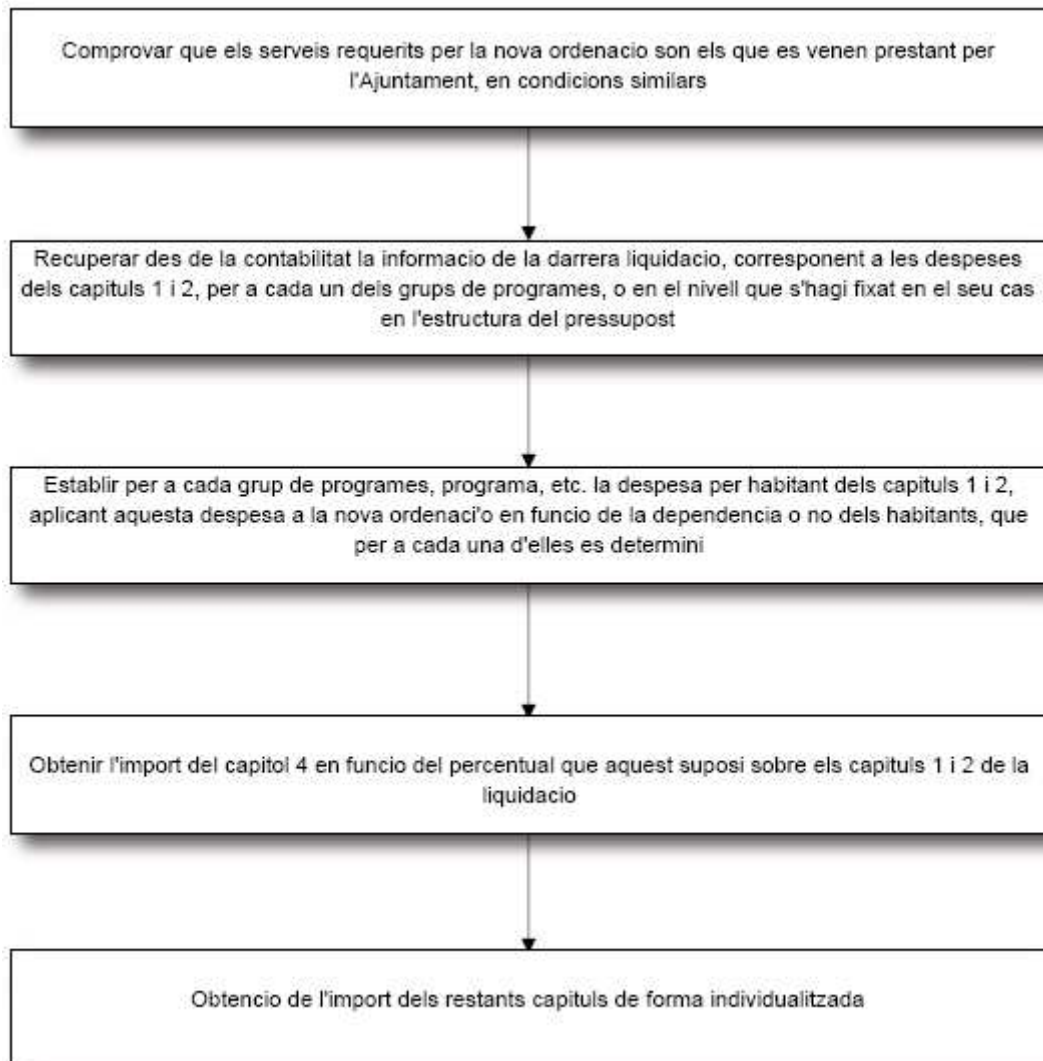 Comprovar que els serveis requerits per la nova ordenacio son els que es venen prestant per
l'Ajuntament, en condicions similars
Recuperar des de la contabilitat la informacio de la darrera liquidacio, corresponent a les despeses
dels capituls 1 i 2, per a cada un dels grups de programes, o en el nivell que s'hagi fixat en el seu cas
en l'estructura del pressupost
Establir per a cada grup de programes, programa, etc. la despesa per habitant dels capituls 1 i 2,
aplicant aquesta despesa a la nova ordenaci'o en funcio de la dependencia o no dels habitants, que
per a cada una d'elles es determini
Obtenir l'import del capitol 4 en funcio del percentual que aquest suposi sobre els capituls 1 i 2 de la
liquidacio
Obtencio de l'import dels restants capituls de forma individualitzada